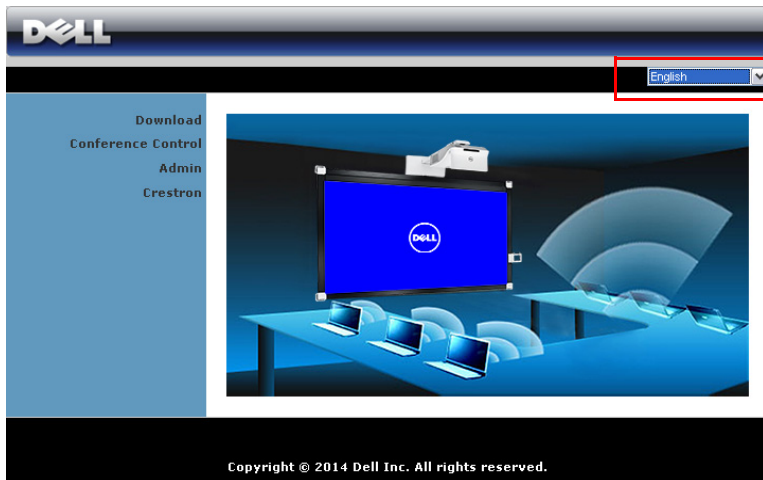 DELL
English
Download
Conference Control
Admin
Crestron
DELL
Copyright © 2014 Dell Inc. All rights reserved.